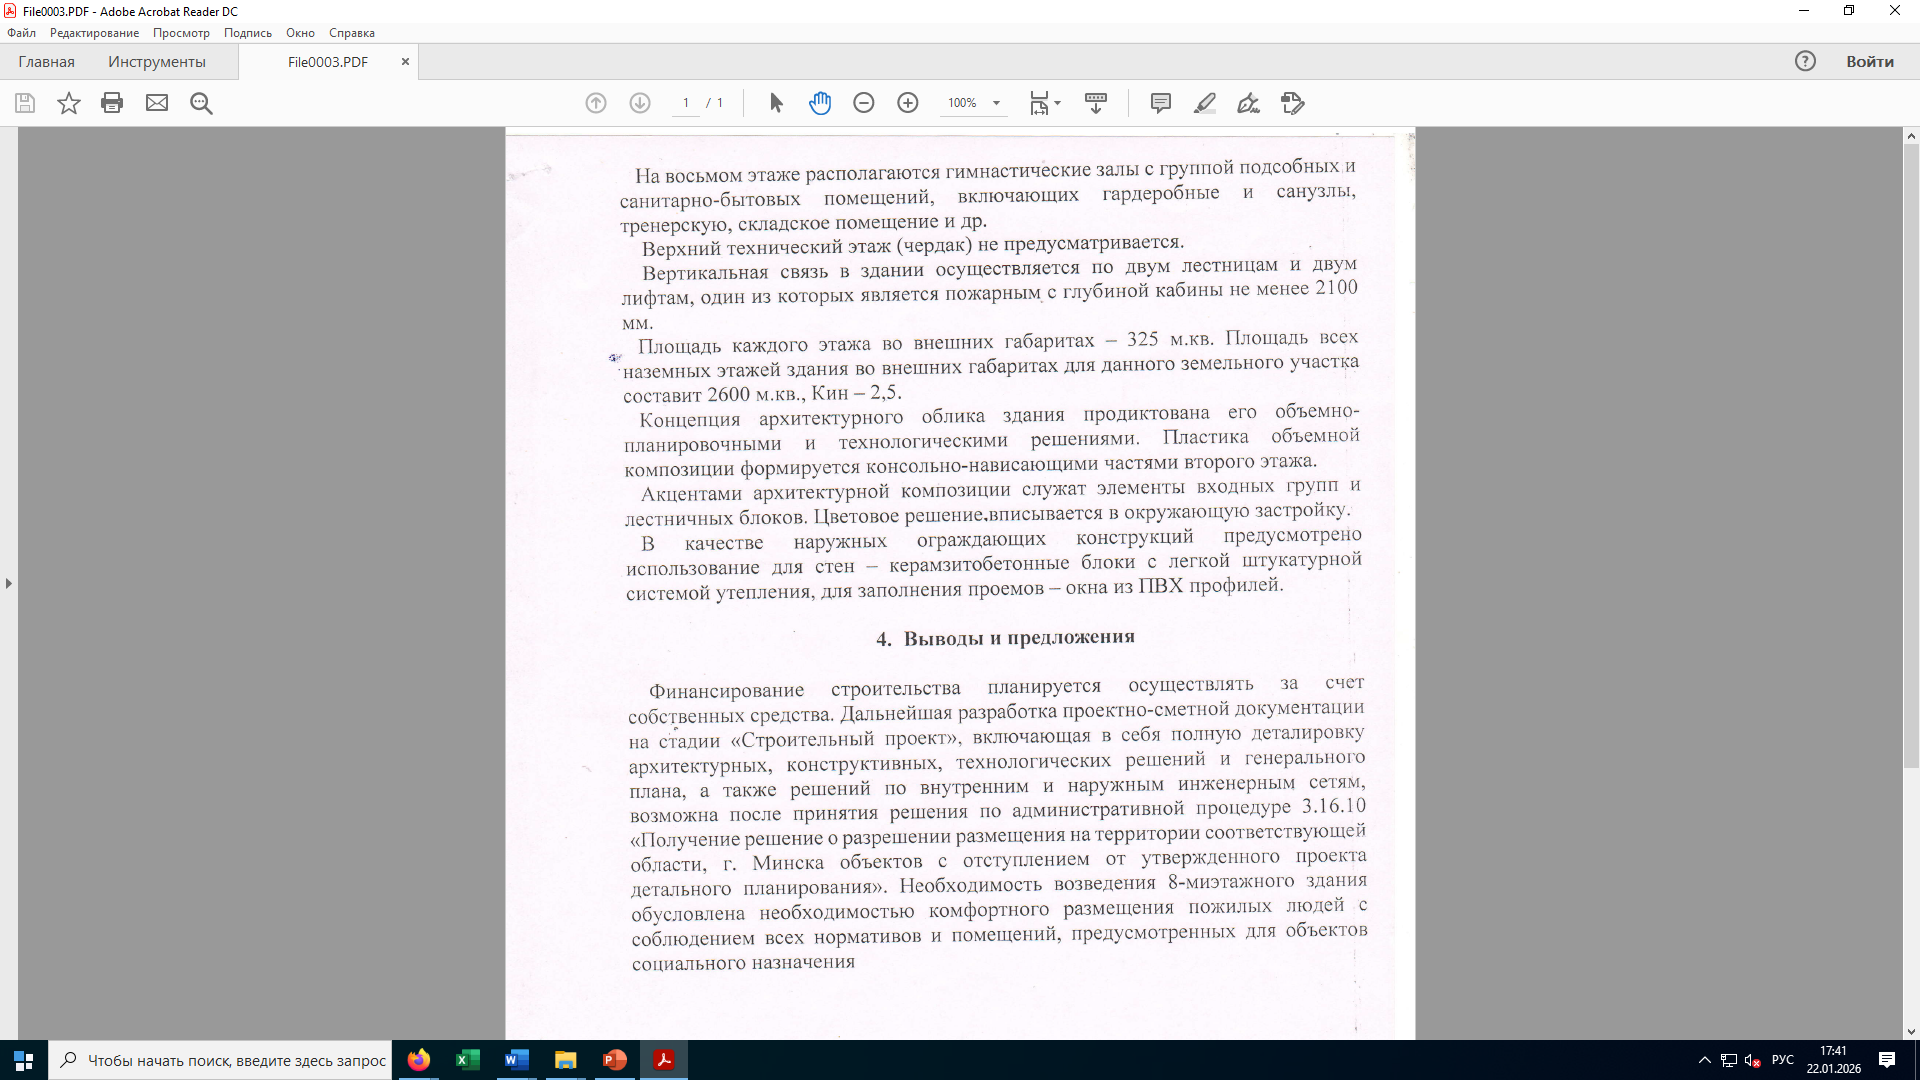 File0003.PDF - Adobe Acrobat Reader DC
Файл Редактирование Просмотр Подпись Окно Справка
Главная Инструменты File0003.PDF × ? Войти
1 / 1 100%
На восьмом этаже располагаются гимнастические залы с группой подсобных и
санитарно-бытовых помещений, включающих гардеробные и санузлы,
тренерскую, складское помещение и др.
Верхний технический этаж (чердак) не предусматривается.
Вертикальная связь в здании осуществляется по двум лестницам и двум
лифтам, один из которых является пожарным с глубиной кабины не менее 2100
мм.
Площадь каждого этажа во внешних габаритах – 325 м.кв. Площадь всех
наземных этажей здания во внешних габаритах для данного земельного участка
составит 2600 м.кв., Кин – 2,5.
Концепция архитектурного облика здания продиктована его объемно-
планировочными и технологическими решениями. Пластика объемной
композиции формируется консольно-нависающими частями второго этажа.
Акцентами архитектурной композиции служат элементы входных групп и
лестничных блоков. Цветовое решение вписывается в окружающую застройку.
В качестве наружных ограждающих конструкций предусмотрено
использование для стен – керамзитобетонные блоки с легкой штукатурной
системой утепления, для заполнения проемов – окна из ПВХ профилей.
4. Выводы и предложения
Финансирование строительства планируется осуществлять за счет
собственных средства. Дальнейшая разработка проектно-сметной документации
на стадии «Строительный проект», включающая в себя полную деталировку
архитектурных, конструктивных, технологических решений и генерального
плана, а также решений по внутренним и наружным инженерным сетям,
возможна после принятия решения по административной процедуре 3.16.10
«Получение решение о разрешении размещения на территории соответствующей
области, г. Минска объектов с отступлением от утвержденного проекта
детального планирования». Необходимость возведения 8-миэтажного здания
обусловлена необходимостью комфортного размещения пожилых людей с
соблюдением всех нормативов и помещений, предусмотренных для объектов
социального назначения
Чтобы начать поиск, введите здесь запрос
РУС
17:41
22.01.2026